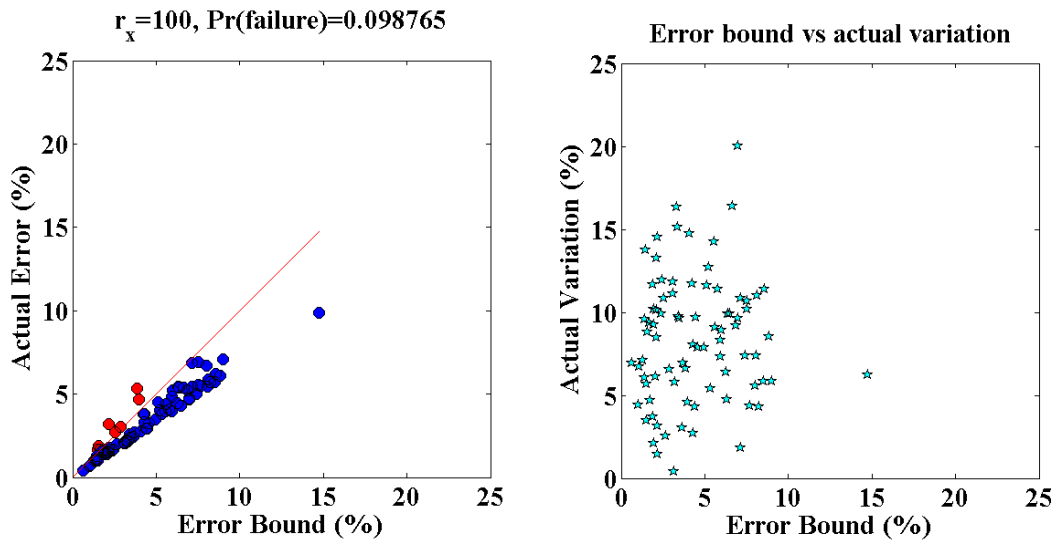 r_x=100, Pr(failure)=0.098765
25
20
15
10
5
0
Actual Error (%)
0 5 10 15 20 25
Error Bound (%)
Error bound vs actual variation
25
20
15
10
5
0
Actual Variation (%)
0 5 10 15 20 25
Error Bound (%)